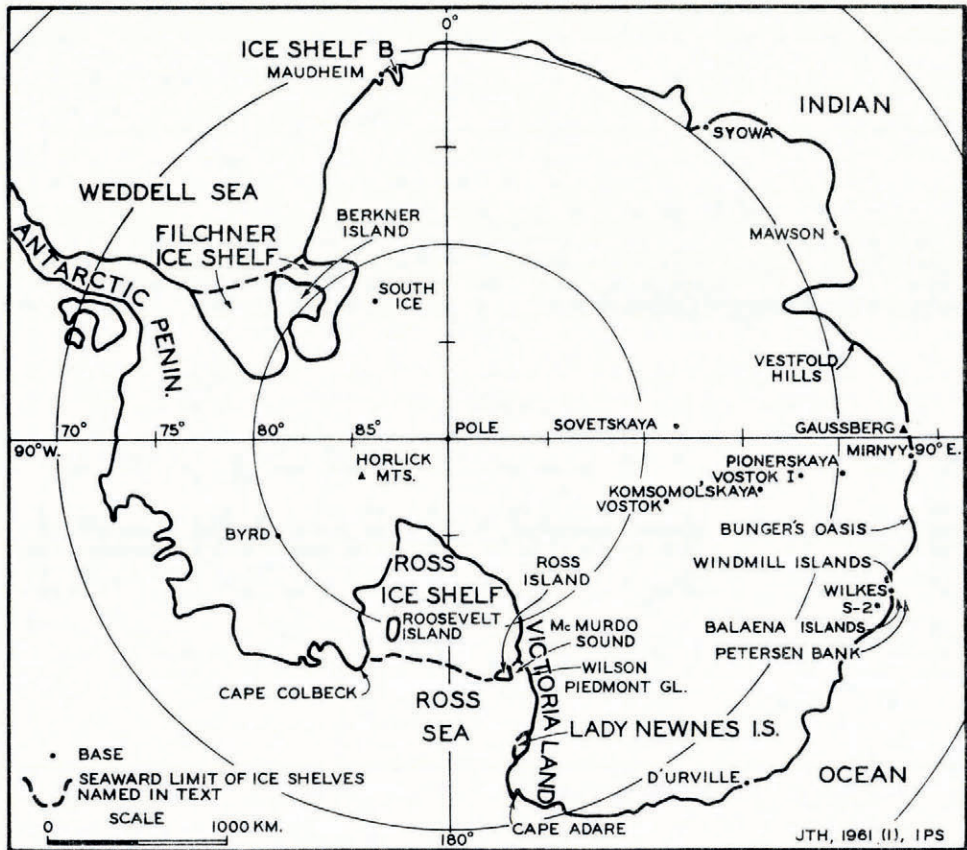 0°
ICE SHELF B
MAUDHEIM
INDIAN
SYOWA
WEDDELL SEA
BERKNER
ISLAND
FILCHNER
ICE SHELF
MAWSON
ANTARCTIC
PENIN.
SOUTH
ICE
VESTFOLD
HILLS
70°
75°
80°
85°
POLE
SOVETSKAYA
GAUSSBERG
90°W.
MIRNYY
90°E.
HORLICK
MTS.
PIONERSKAYA
VOSTOK I
KOMSOMOLSKAYA
VOSTOK
BYRD
BUNGER'S OASIS
ROSS
ICE SHELF
ROSS
ISLAND
WINDMILL ISLANDS
WILKES
S-2
ROOSEVELT
ISLAND
McMURDO
SOUND
BALAENA ISLANDS
PETERSEN BANK
VICTORIA LAND
WILSON
PIEDMONT GL.
CAPE COLBECK
ROSS
SEA
LADY NEWNES I.S.
BASE
SEAWARD LIMIT OF ICE SHELVES
NAMED IN TEXT
D'URVILLE
OCEAN
SCALE
0 1000 KM.
CAPE ADARE
180°
JTH, 1961 (I), IPS